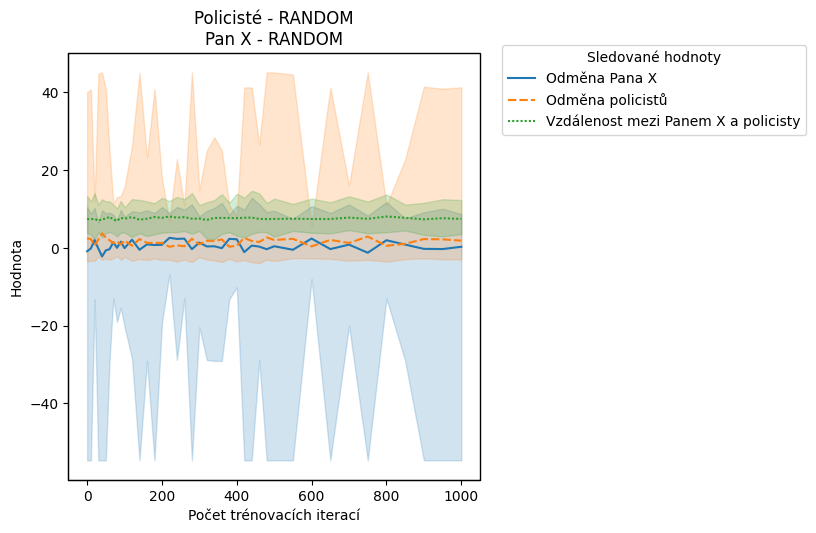 Policisté - RANDOM
Pan X - RANDOM
Sledované hodnoty
Odměna Pana X
Odměna policistů
Vzdálenost mezi Panem X a policisty
Hodnota
40
20
0
−20
−40
0 200 400 600 800 1000
Počet trénovacích iterací